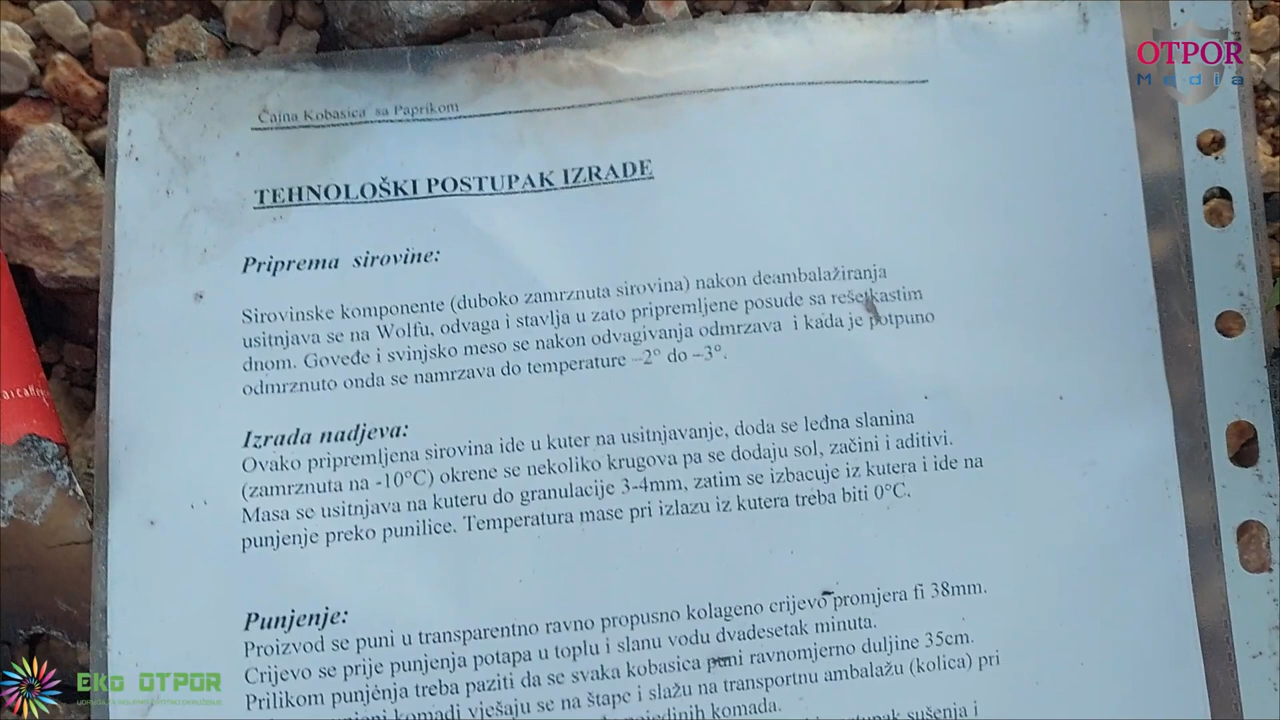 OTPOR
Media
Čajna Kobasica sa Paprikom
TEHNOLOŠKI POSTUPAK IZRADE
Priprema sirovine:
Sirovinske komponente (duboko zamrznuta sirovina) nakon deambalažiranja
usitnjava se na Wolfu, odvaga i stavlja u zato pripremljene posude sa rešetkastim
dnom. Goveđe i svinjsko meso se nakon odvagivanja odmrzava i kada je potpuno
odmrznuto onda se namrzava do temperature –2° do –3°.
Izrada nadjeva:
Ovako pripremljena sirovina ide u kuter na usitnjavanje, doda se leđna slanina
(zamrznuta na -10°C) okrene se nekoliko krugova pa se dodaju sol, začini i aditivi.
Masa se usitnjava na kuteru do granulacije 3-4mm, zatim se izbacuje iz kutera i ide na
punjenje preko punilice. Temperatura mase pri izlazu iz kutera treba biti 0°C.
Punjenje:
Proizvod se puni u transparentno ravno propusno kolageno crijevo promjera fi 38mm.
Crijevo se prije punjenja potapa u toplu i slanu vodu dvadesetak minuta.
Prilikom punjenja treba paziti da se svaka kobasica puni ravnomjerno duljine 35cm.
komadi vješaju se na štape i slažu na transportnu ambalažu (kolica) pri
pojedinih komada.
sušenja i
Eko OTPOR